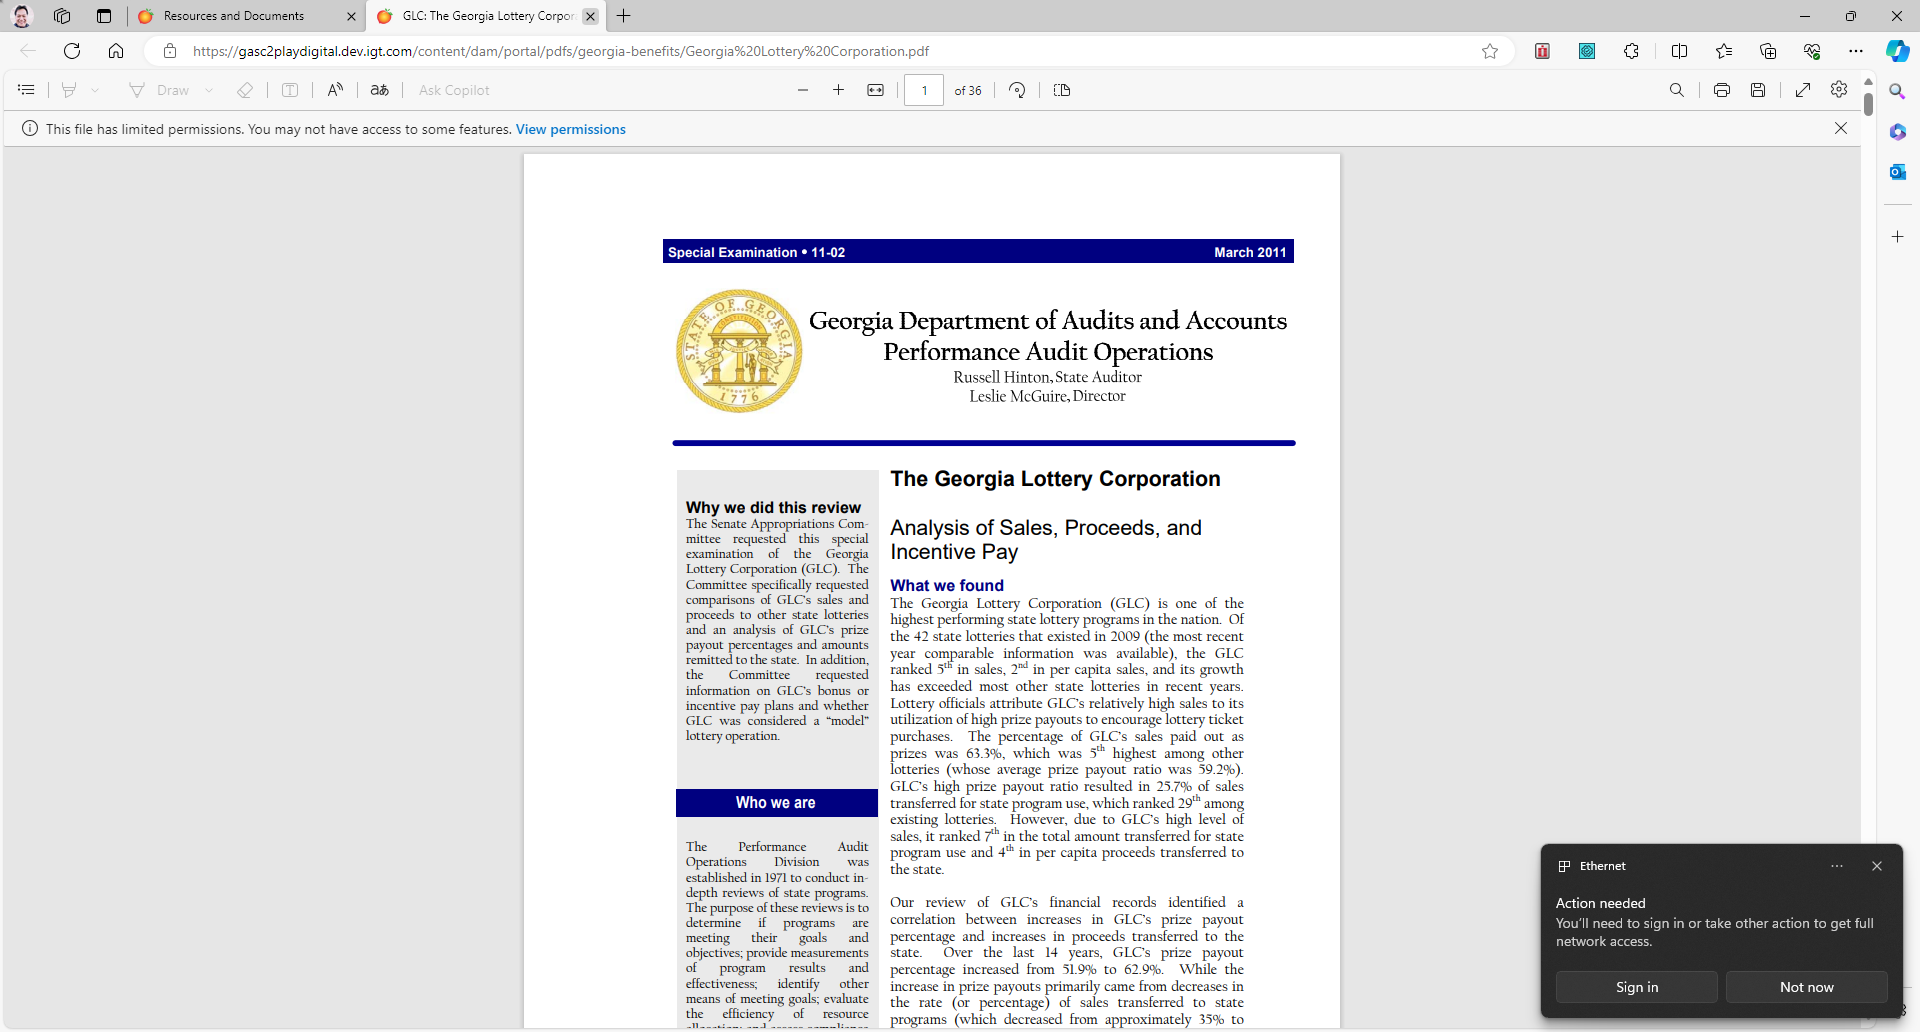 Resources and Documents
GLC: The Georgia Lottery Corpor
https://gasc2playdigital.dev.igt.com/content/dam/portal/pdfs/georgia-benefits/Georgia%20Lottery%20Corporation.pdf
Draw
Ask Copilot
1 of 36
This file has limited permissions. You may not have access to some features. View permissions
Special Examination • 11-02 March 2011
STATE OF GEORGIA
CONSTITUTION
1776
Georgia Department of Audits and Accounts
Performance Audit Operations
Russell Hinton, State Auditor
Leslie McGuire, Director
Why we did this review
The Senate Appropriations Com-
mittee requested this special
examination of the Georgia
Lottery Corporation (GLC). The
Committee specifically requested
comparisons of GLC's sales and
proceeds to other state lotteries
and an analysis of GLC's prize
payout percentages and amounts
remitted to the state. In addition,
the Committee requested
information on GLC's bonus or
incentive pay plans and whether
GLC was considered a "model"
lottery operation.
Who we are
The Performance Audit
Operations Division was
established in 1971 to conduct in-
depth reviews of state programs.
The purpose of these reviews is to
determine if programs are
meeting their goals and
objectives; provide measurements
of program results and
effectiveness; identify other
means of meeting goals; evaluate
the efficiency of resource
allocation; and assess compliance
The Georgia Lottery Corporation
Analysis of Sales, Proceeds, and
Incentive Pay
What we found
The Georgia Lottery Corporation (GLC) is one of the
highest performing state lottery programs in the nation. Of
the 42 state lotteries that existed in 2009 (the most recent
year comparable information was available), the GLC
ranked 5th in sales, 2nd in per capita sales, and its growth
has exceeded most other state lotteries in recent years.
Lottery officials attribute GLC's relatively high sales to its
utilization of high prize payouts to encourage lottery ticket
purchases. The percentage of GLC's sales paid out as
prizes was 63.3%, which was 5th highest among other
lotteries (whose average prize payout ratio was 59.2%).
GLC's high prize payout ratio resulted in 25.7% of sales
transferred for state program use, which ranked 29th among
existing lotteries. However, due to GLC's high level of
sales, it ranked 7th in the total amount transferred for state
program use and 4th in per capita proceeds transferred to
the state.
Our review of GLC's financial records identified a
correlation between increases in GLC's prize payout
percentage and increases in proceeds transferred to the
state. Over the last 14 years, GLC's prize payout
percentage increased from 51.9% to 62.9%. While the
increase in prize payouts primarily came from decreases in
the rate (or percentage) of sales transferred to state
programs (which decreased from approximately 35% to
Ethernet
Action needed
You'll need to sign in or take other action to get full
network access.
Sign in
Not now